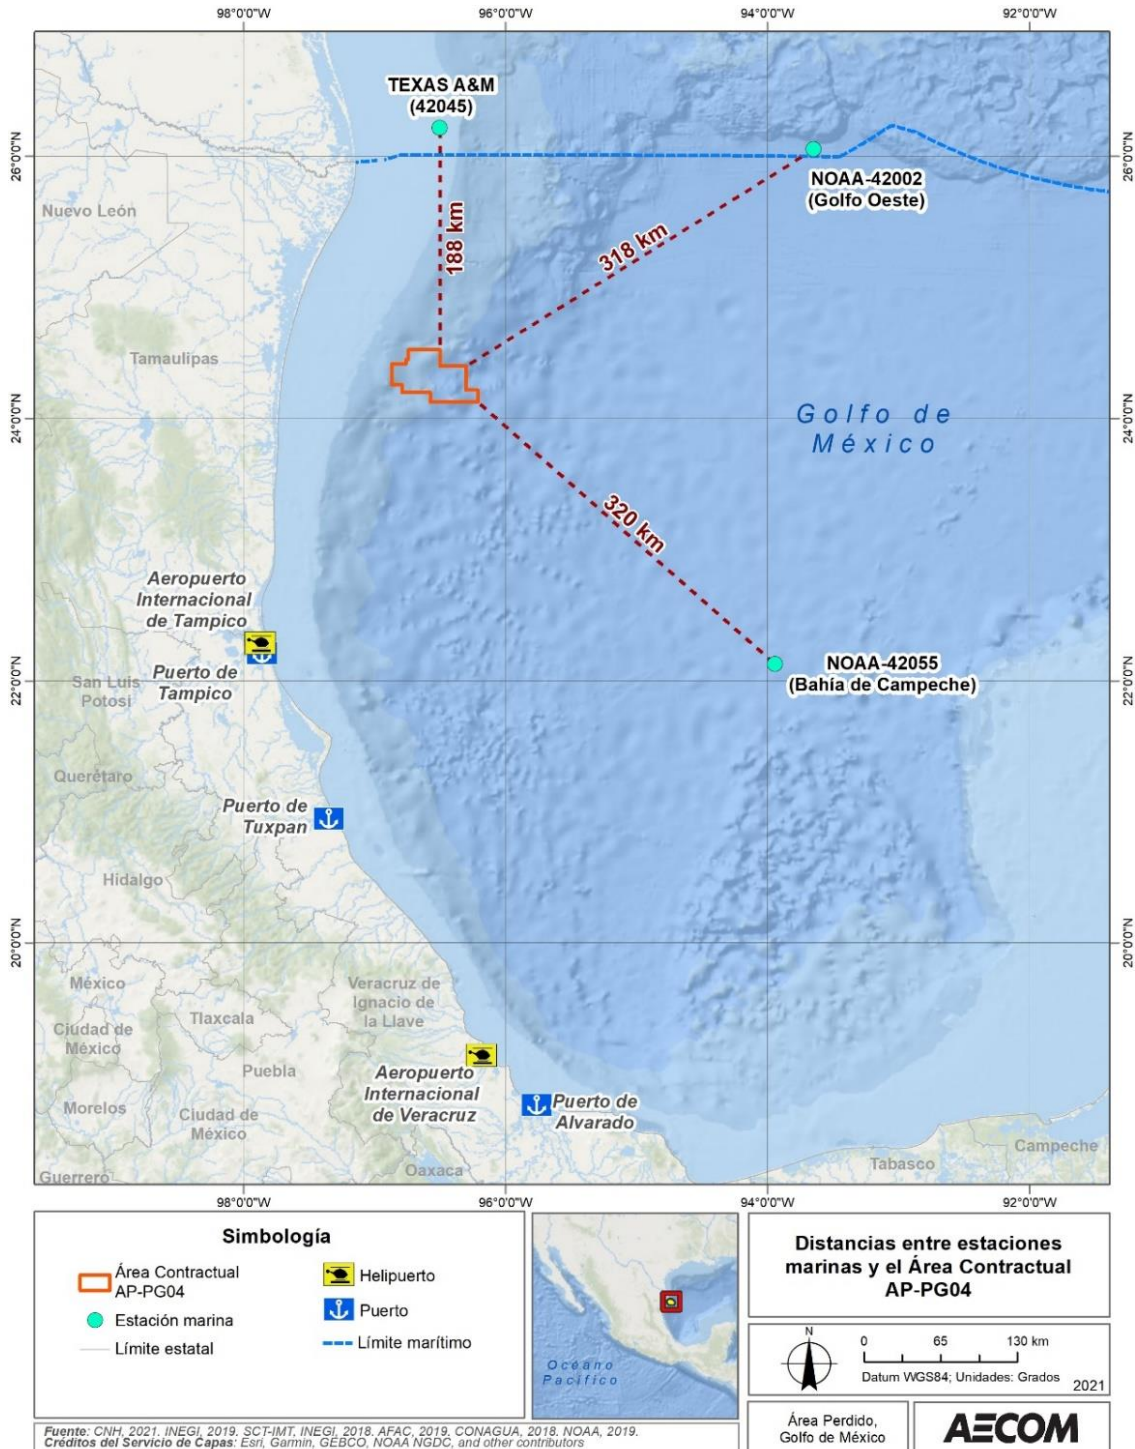 98°0'0"W
96°0'0"W
94°0'0"W
92°0'0"W
TEXAS A&M
(42045)
26°0'0"N
26°0'0"N
NOAA-42002
(Golfo Oeste)
Nuevo León
188 km
318 km
Tamaulipas
24°0'0"N
24°0'0"N
Golfo de
México
320 km
Aeropuerto
Internacional
de Tampico
Puerto de
Tampico
NOAA-42055
(Bahía de Campeche)
22°0'0"N
22°0'0"N
San Luis
Potosí
Querétaro
Puerto de
Tuxpan
Hidalgo
20°0'0"N
20°0'0"N
México
Veracruz de
Ignacio de
la Llave
Tlaxcala
Ciudad de
México
Puebla
Aeropuerto
Internacional
de Veracruz
Puerto de
Alvarado
Morelos
Ciudad de
México
Guerrero
Oaxaca
Tabasco
Campeche
98°0'0"W
96°0'0"W
94°0'0"W
92°0'0"W
Simbología
Área Contractual
AP-PG04
Estación marina
Límite estatal
Helipuerto
Puerto
Límite marítimo
Océano
Pacífico
Distancias entre estaciones
marinas y el Área Contractual
AP-PG04
N
0 65 130 km
Datum WGS84; Unidades: Grados
2021
Área Perdido,
Golfo de México
AECOM
Fuente: CNH, 2021. INEGI, 2019. SCT-IMT, INEGI, 2018. AFAC, 2019. CONAGUA, 2018. NOAA, 2019.
Créditos del Servicio de Capas: Esri, Garmin, GEBCO, NOAA NGDC, and other contributors